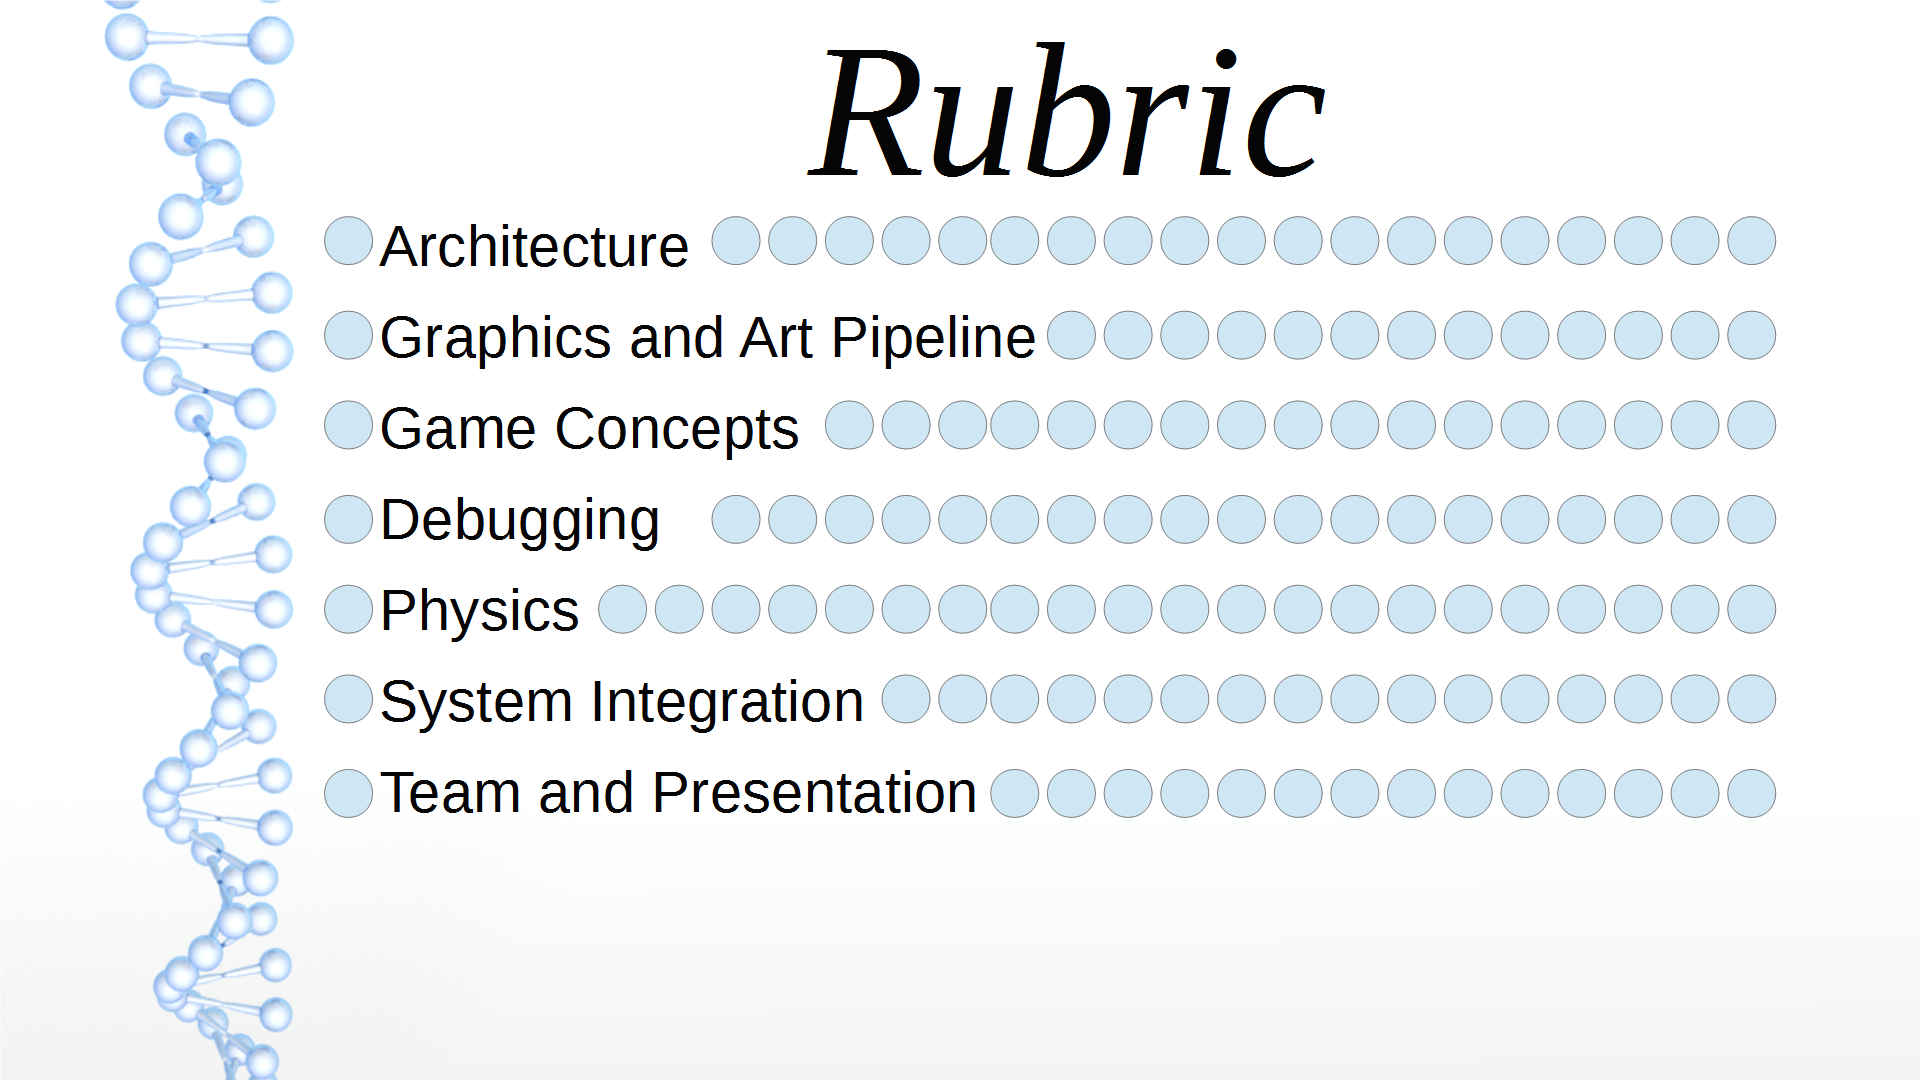 Rubric
Architecture
Graphics and Art Pipeline
Game Concepts
Debugging
Physics
System Integration
Team and Presentation